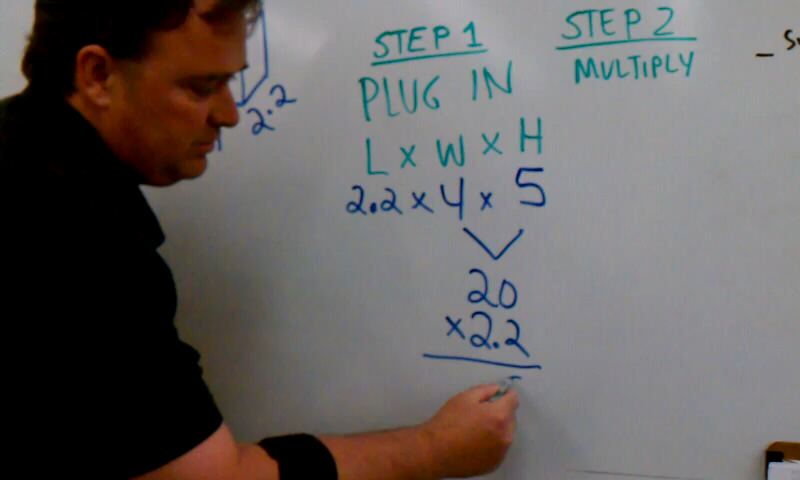 2.2
STEP 1
PLUG IN
L x W x H
2.2 x 4 x 5
20
x2.2
STEP 2
MULTIPLY